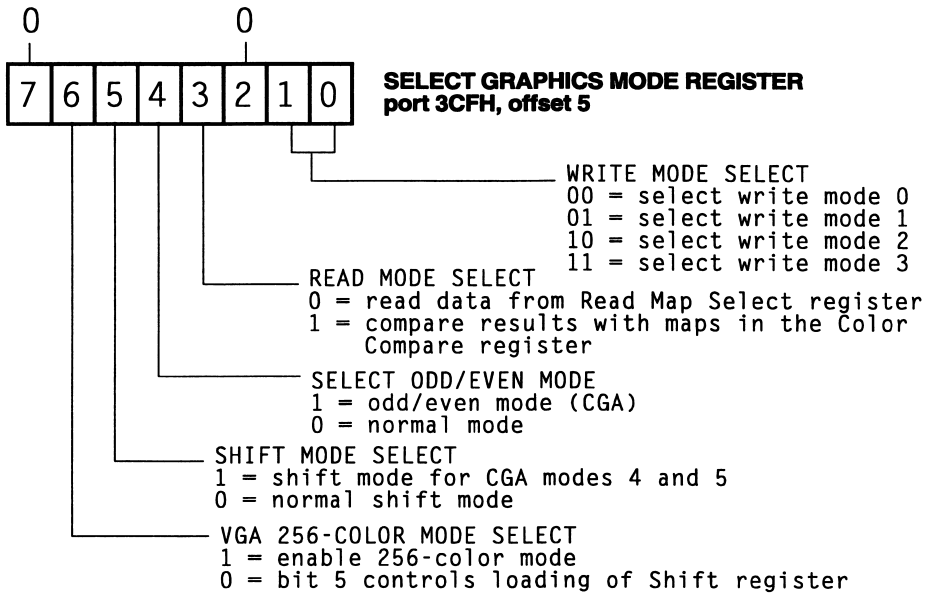 0 0
7 6 5 4 3 2 1 0
SELECT GRAPHICS MODE REGISTER
port 3CFH, offset 5
WRITE MODE SELECT
00 = select write mode 0
01 = select write mode 1
10 = select write mode 2
11 = select write mode 3
READ MODE SELECT
0 = read data from Read Map Select register
1 = compare results with maps in the Color
Compare register
SELECT ODD/EVEN MODE
1 = odd/even mode (CGA)
0 = normal mode
SHIFT MODE SELECT
1 = shift mode for CGA modes 4 and 5
0 = normal shift mode
VGA 256-COLOR MODE SELECT
1 = enable 256-color mode
0 = bit 5 controls loading of Shift register